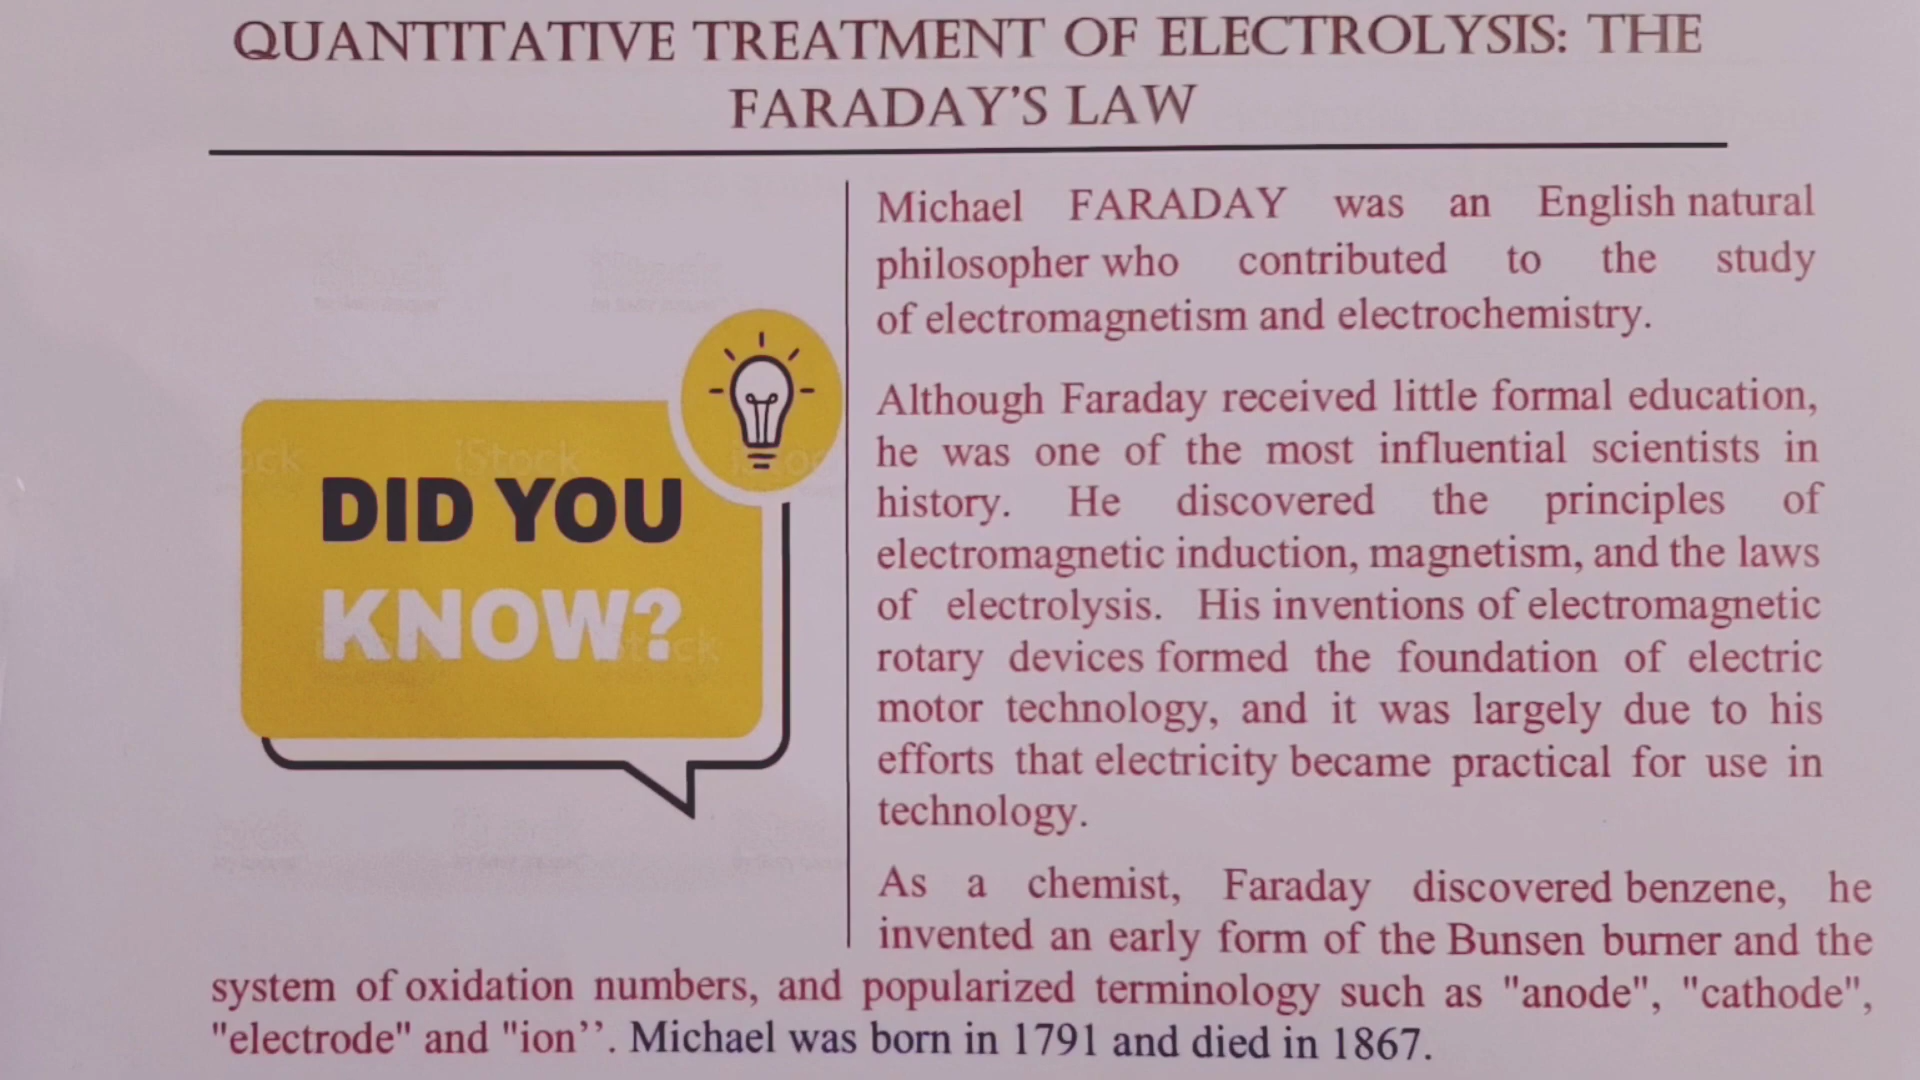 QUANTITATIVE TREATMENT OF ELECTROLYSIS: THE
FARADAY'S LAW
DID YOU
KNOW?
iStock
Michael FARADAY was an English natural
philosopher who contributed to the study
of electromagnetism and electrochemistry.
Although Faraday received little formal education,
he was one of the most influential scientists in
history. He discovered the principles of
electromagnetic induction, magnetism, and the laws
of electrolysis. His inventions of electromagnetic
rotary devices formed the foundation of electric
motor technology, and it was largely due to his
efforts that electricity became practical for use in
technology.
As a chemist, Faraday discovered benzene, he
invented an early form of the Bunsen burner and the
system of oxidation numbers, and popularized terminology such as "anode", "cathode",
"electrode" and "ion’’. Michael was born in 1791 and died in 1867.